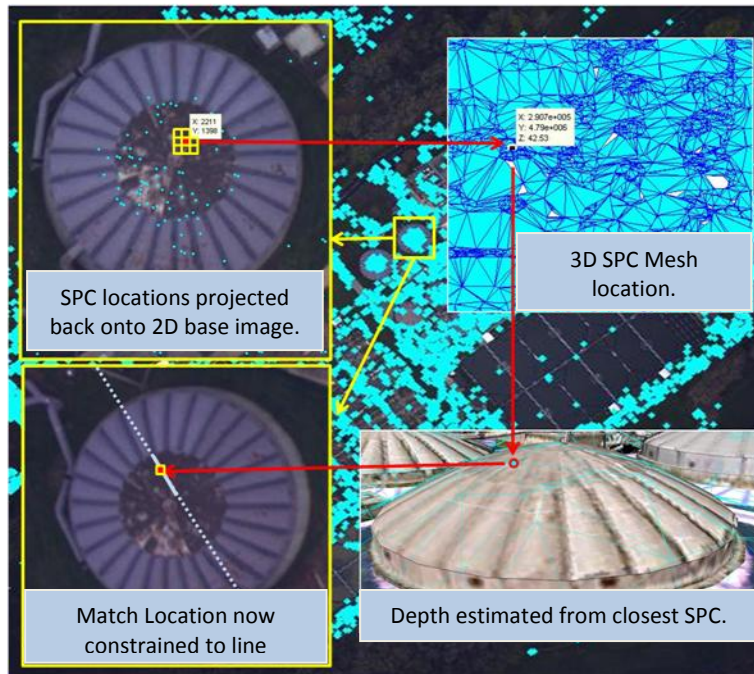 X: 2211
Y: 1398
SPC locations projected
back onto 2D base image.
X: 2.907e+005
Y: 4.79e+006
Z: 42.53
3D SPC Mesh
location.
Match Location now
constrained to line
Depth estimated from closest SPC.